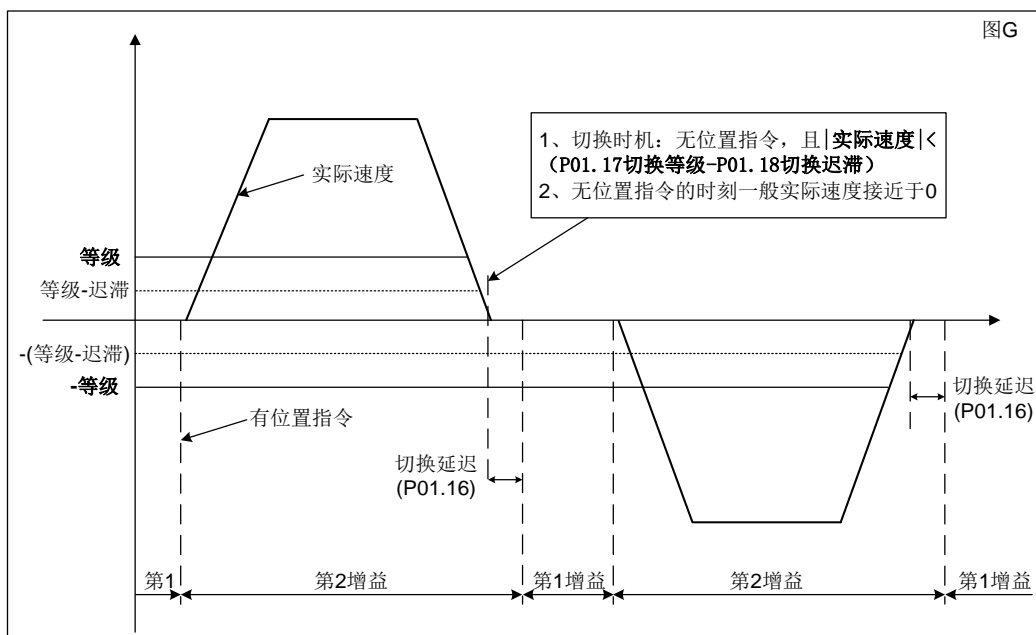 图G
1、切换时机：无位置指令，且|实际速度|<
（P01.17切换等级-P01.18切换迟滞）
2、无位置指令的时刻一般实际速度接近于0
实际速度
等级
等级-迟滞
-(等级-迟滞)
-等级
有位置指令
切换延迟
(P01.16)
切换延迟
(P01.16)
第1
第2增益
第1增益
第2增益
第1增益